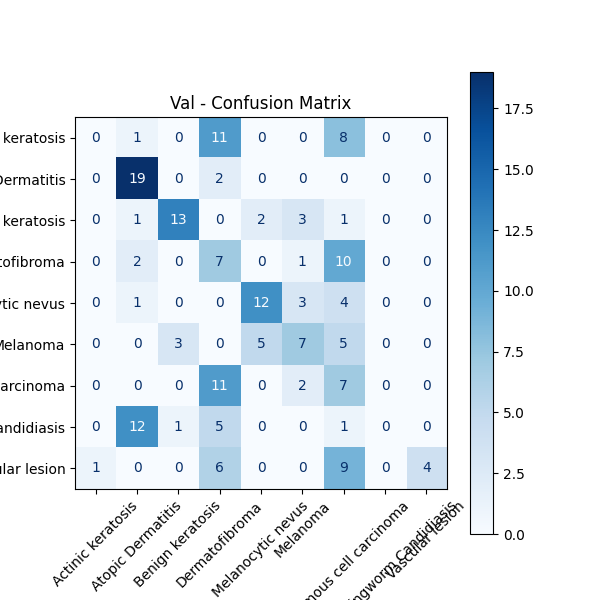 Val - Confusion Matrix
keratosis 0 1 0 11 0 0 8 0 0
Dermatitis 0 19 0 2 0 0 0 0 0
keratosis 0 1 13 0 2 3 1 0 0
tofibroma 0 2 0 7 0 1 10 0 0
ytic nevus 0 1 0 0 12 3 4 0 0
Melanoma 0 0 3 0 5 7 5 0 0
arcinoma 0 0 0 11 0 2 7 0 0
andidiasis 0 12 1 5 0 0 1 0 0
ular lesion 1 0 0 6 0 0 9 0 4
Actinic keratosis
Atopic Dermatitis
Benign keratosis
Dermatofibroma
Melanocytic nevus
Melanoma
mous cell carcinoma
ngworm Candidiasis
Vascular lesion
17.5
15.0
12.5
10.0
7.5
5.0
2.5
0.0